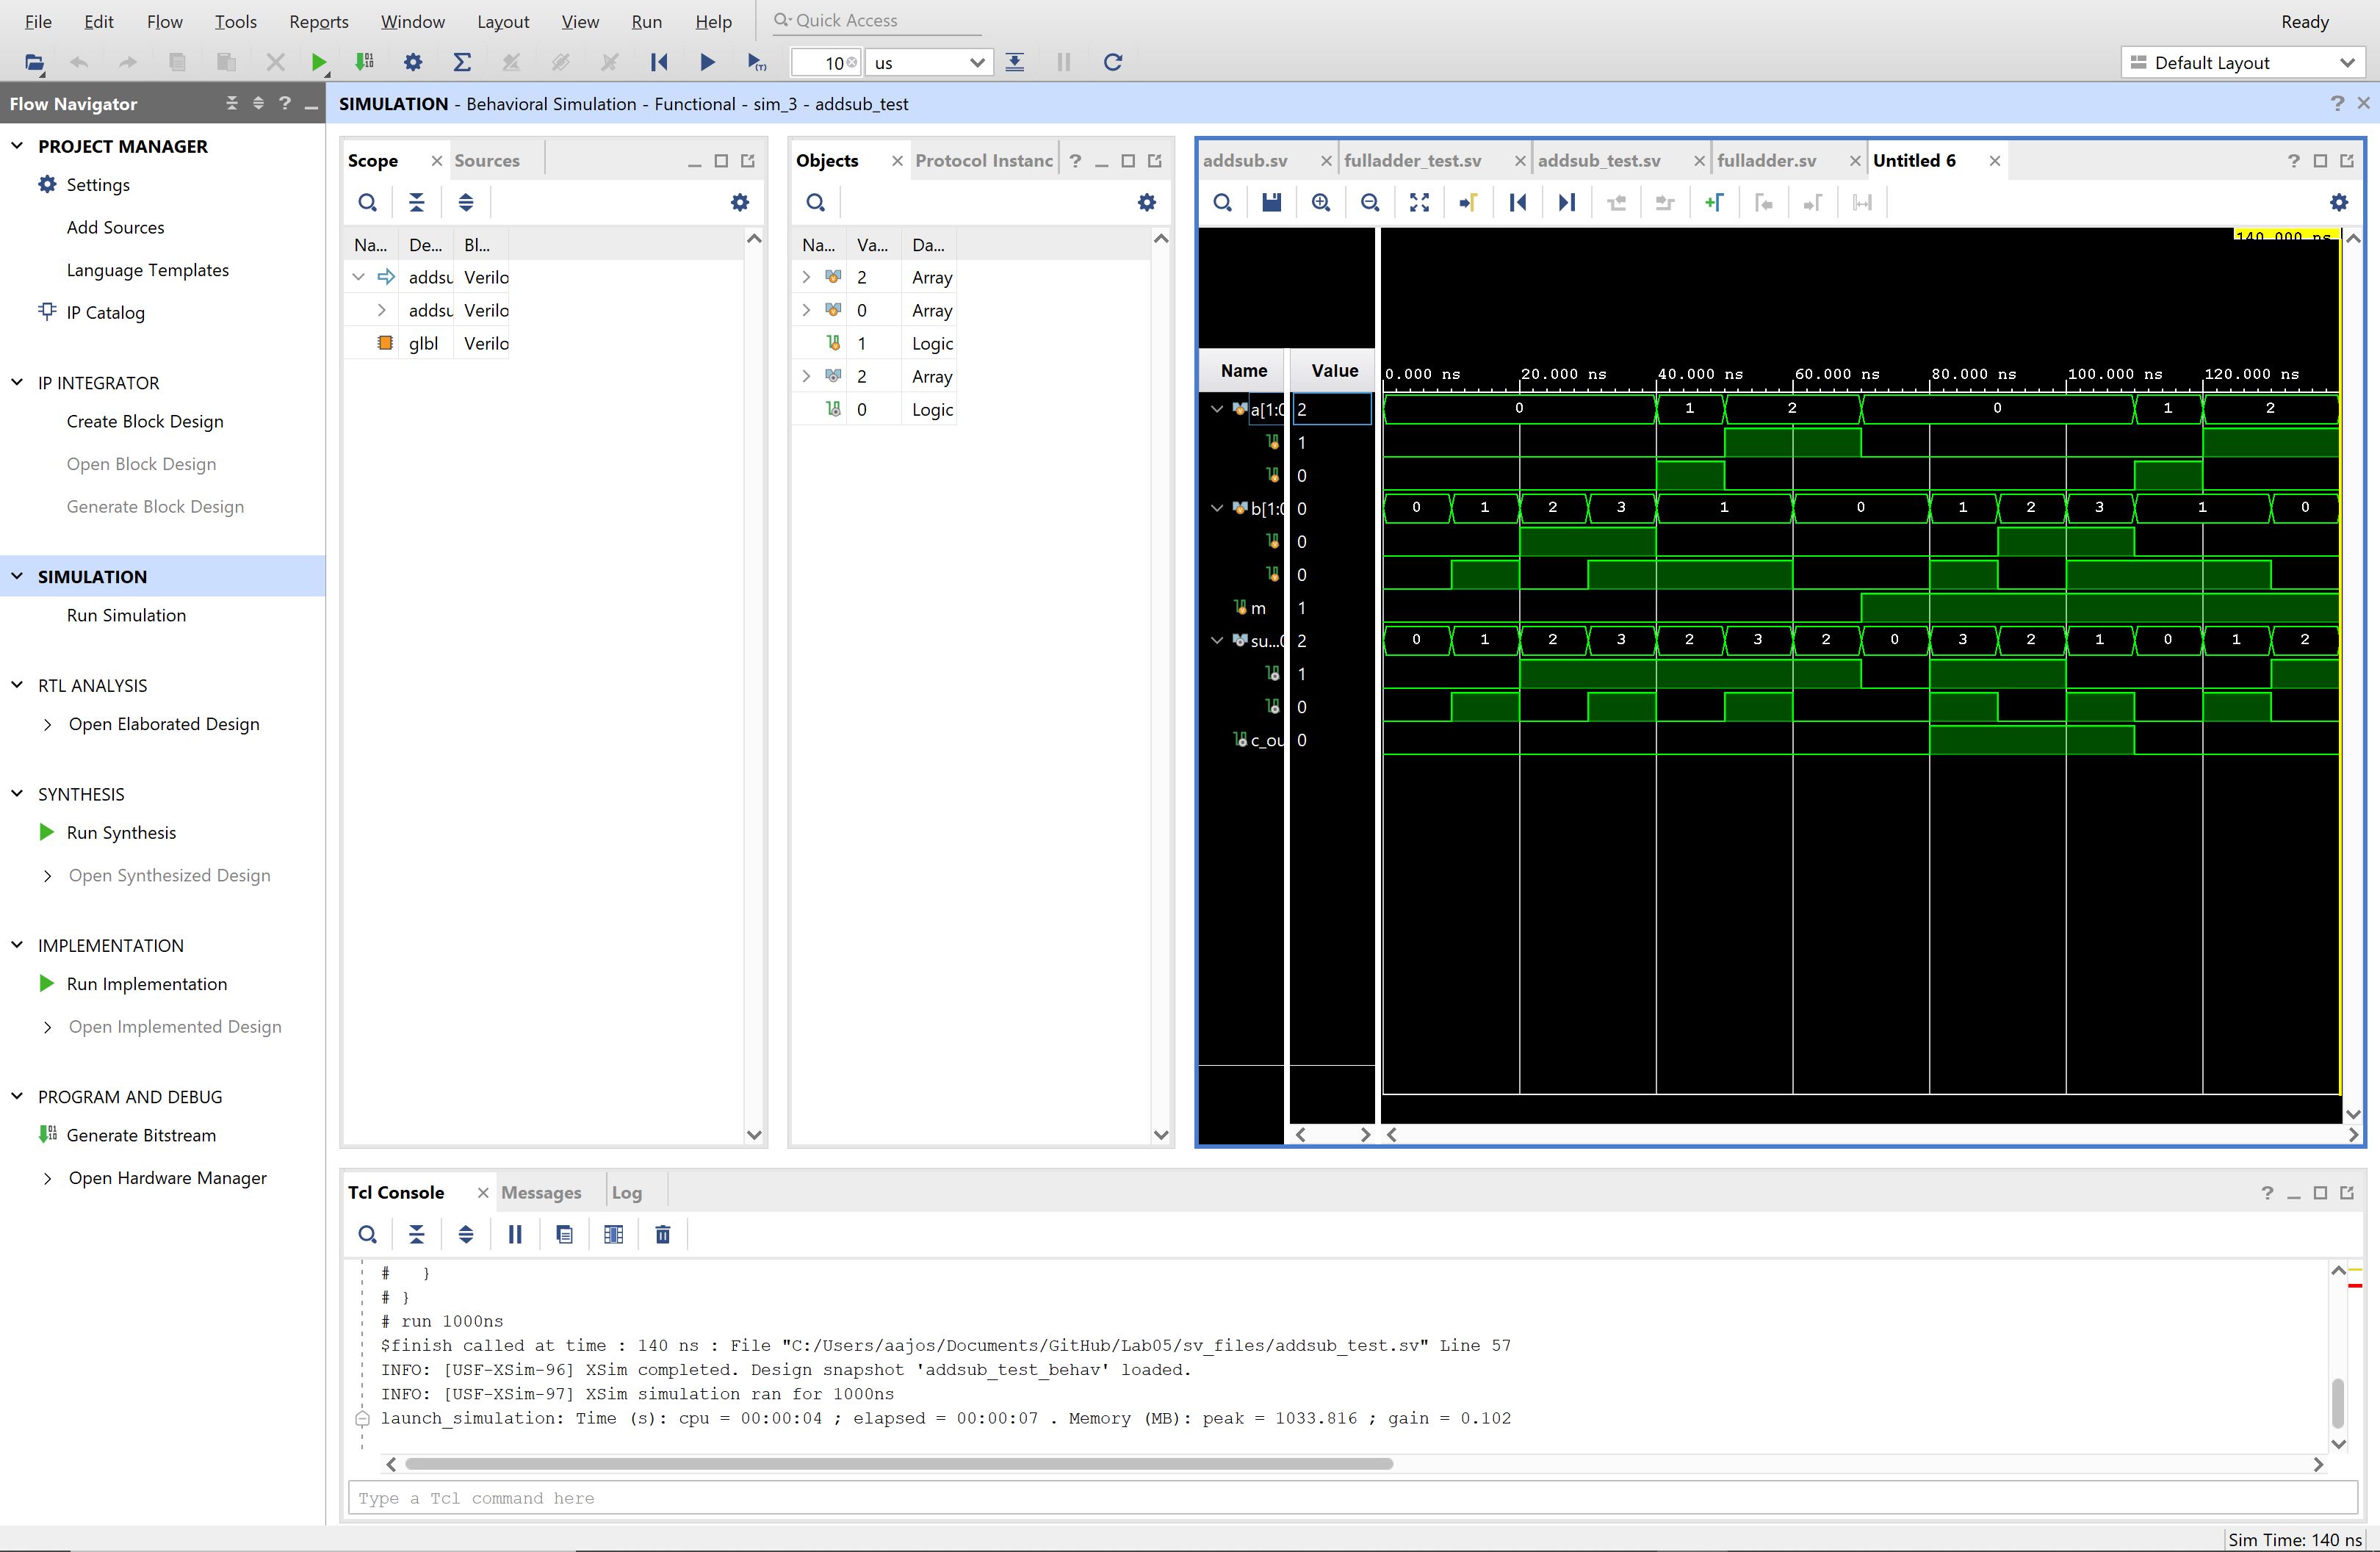 File Edit Flow Tools Reports Window Layout View Run Help Quick Access Ready
10 us Default Layout
Flow Navigator ? SIMULATION - Behavioral Simulation - Functional - sim_3 - addsub_test ?
PROJECT MANAGER
Settings
Add Sources
Language Templates
IP Catalog
IP INTEGRATOR
Create Block Design
Open Block Design
Generate Block Design
SIMULATION
Run Simulation
RTL ANALYSIS
Open Elaborated Design
SYNTHESIS
Run Synthesis
Open Synthesized Design
IMPLEMENTATION
Run Implementation
Open Implemented Design
PROGRAM AND DEBUG
Generate Bitstream
Open Hardware Manager
Scope Sources
Na... De... Bl...
addsu Verilo
addsu Verilo
glbl Verilo
Objects Protocol Instanc ?
Na... Va... Da...
2 Array
0 Array
1 Logic
2 Array
0 Logic
addsub.sv fulladder_test.sv addsub_test.sv fulladder.sv Untitled 6 ?
140.000 ns
Name Value 0.000 ns 20.000 ns 40.000 ns 60.000 ns 80.000 ns 100.000 ns 120.000 ns
a[1:0 2 0 1 2 0 1 2
1
0
b[1:0 0 0 1 2 3 1 0 1 2 3 1 0
0
0
m 1
su...0 2 0 1 2 3 2 3 2 0 3 2 1 0 1 2
1
0
c_ou 0
Tcl Console Messages Log ?
# }
# }
# run 1000ns
$finish called at time : 140 ns : File "C:/Users/aajos/Documents/GitHub/Lab05/sv_files/addsub_test.sv" Line 57
INFO: [USF-XSim-96] XSim completed. Design snapshot 'addsub_test_behav' loaded.
INFO: [USF-XSim-97] XSim simulation ran for 1000ns
launch_simulation: Time (s): cpu = 00:00:04 ; elapsed = 00:00:07 . Memory (MB): peak = 1033.816 ; gain = 0.102
Type a Tcl command here
Sim Time: 140 ns